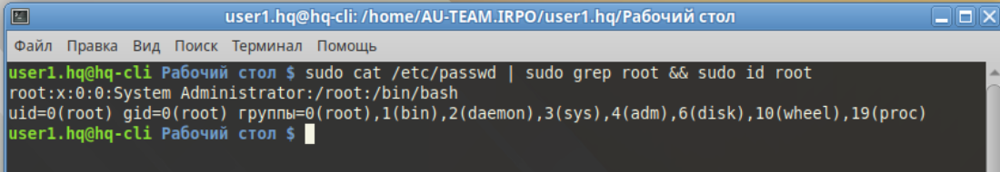 user1.hq@hq-cli: /home/AU-TEAM.IRPO/user1.hq/Рабочий стол
Файл Правка Вид Поиск Терминал Помощь
user1.hq@hq-cli Рабочий стол $ sudo cat /etc/passwd | sudo grep root && sudo id root
root:x:0:0:System Administrator:/root:/bin/bash
uid=0(root) gid=0(root) группы=0(root),1(bin),2(daemon),3(sys),4(adm),6(disk),10(wheel),19(proc)
user1.hq@hq-cli Рабочий стол $